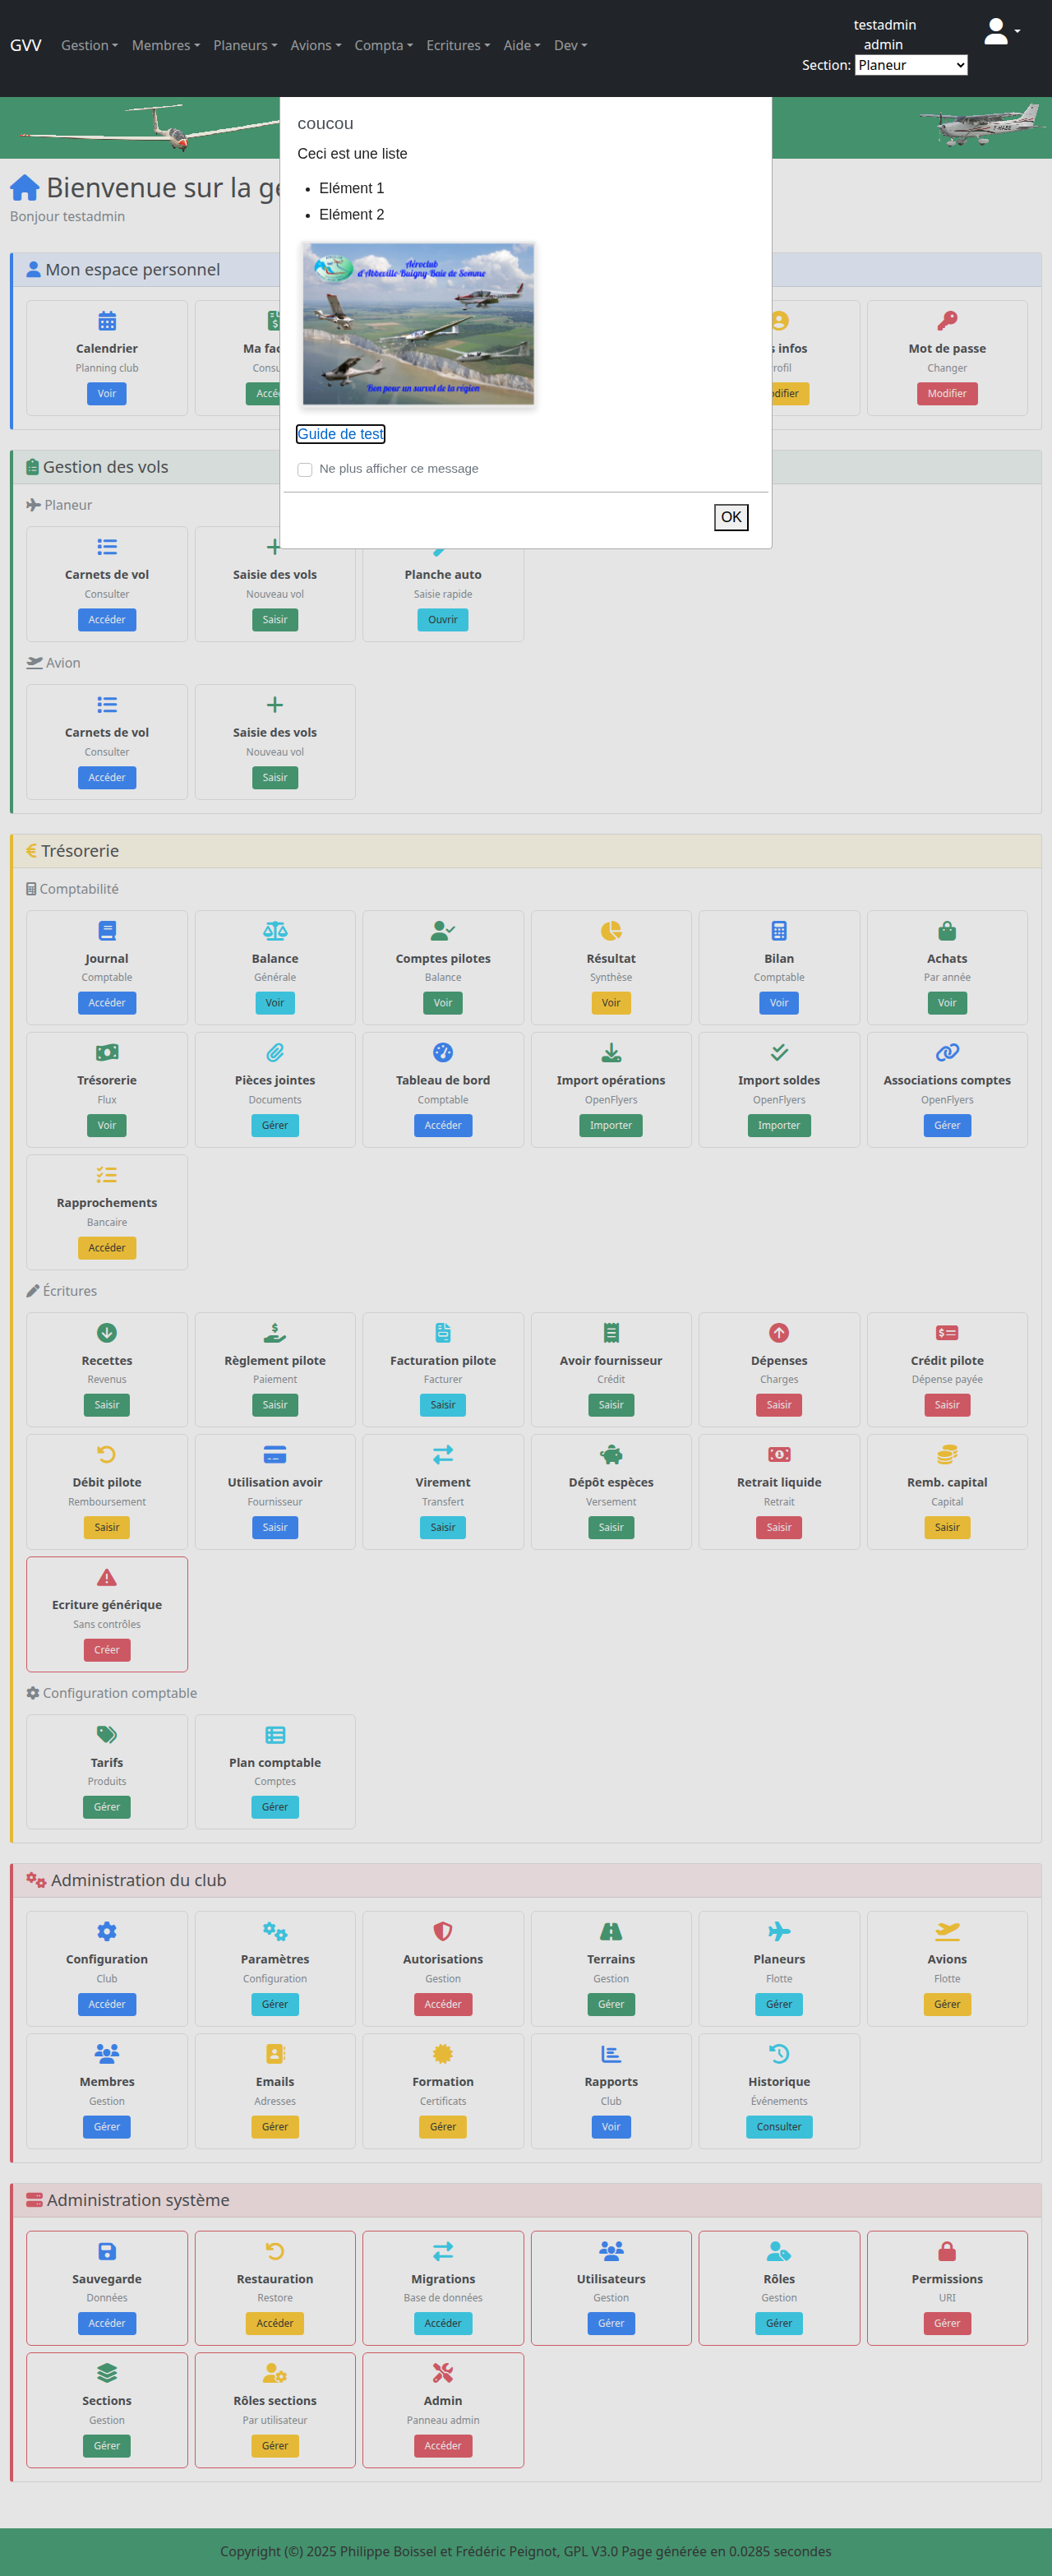 GVV Gestion Membres Planeurs Avions Compta Ecritures Aide Dev
testadmin
admin
Section: Planeur
coucou
Ceci est une liste
Elément 1
Elément 2
Aéroclub
d'Abbeville-Buigny-Baie de Somme
Bon pour un survol de la région
Guide de test
Ne plus afficher ce message
OK
Bienvenue sur la ge
Bonjour testadmin
Mon espace personnel
Calendrier
Planning club
Voir
Ma fac
Consu
Accé
s infos
rofil
difier
Mot de passe
Changer
Modifier
Gestion des vols
Planeur
Carnets de vol
Consulter
Accéder
Saisie des vols
Nouveau vol
Saisir
Planche auto
Saisie rapide
Ouvrir
Avion
Carnets de vol
Consulter
Accéder
Saisie des vols
Nouveau vol
Saisir
Trésorerie
Comptabilité
Journal
Comptable
Accéder
Balance
Générale
Voir
Comptes pilotes
Balance
Voir
Résultat
Synthèse
Voir
Bilan
Comptable
Voir
Achats
Par année
Voir
Trésorerie
Flux
Voir
Pièces jointes
Documents
Gérer
Tableau de bord
Comptable
Accéder
Import opérations
OpenFlyers
Importer
Import soldes
OpenFlyers
Importer
Associations comptes
OpenFlyers
Gérer
Rapprochements
Bancaire
Accéder
Écritures
Recettes
Revenus
Saisir
Règlement pilote
Paiement
Saisir
Facturation pilote
Facturer
Saisir
Avoir fournisseur
Crédit
Saisir
Dépenses
Charges
Saisir
Crédit pilote
Dépense payée
Saisir
Débit pilote
Remboursement
Saisir
Utilisation avoir
Fournisseur
Saisir
Virement
Transfert
Saisir
Dépôt espèces
Versement
Saisir
Retrait liquide
Retrait
Saisir
Remb. capital
Capital
Saisir
Ecriture générique
Sans contrôles
Créer
Configuration comptable
Tarifs
Produits
Gérer
Plan comptable
Comptes
Gérer
Administration du club
Configuration
Club
Accéder
Paramètres
Configuration
Gérer
Autorisations
Gestion
Accéder
Terrains
Gestion
Gérer
Planeurs
Flotte
Gérer
Avions
Flotte
Gérer
Membres
Gestion
Gérer
Emails
Adresses
Gérer
Formation
Certificats
Gérer
Rapports
Club
Voir
Historique
Événements
Consulter
Administration système
Sauvegarde
Données
Accéder
Restauration
Restore
Accéder
Migrations
Base de données
Accéder
Utilisateurs
Gestion
Gérer
Rôles
Gestion
Gérer
Permissions
URI
Gérer
Sections
Gestion
Gérer
Rôles sections
Par utilisateur
Gérer
Admin
Panneau admin
Accéder
Copyright (©) 2025 Philippe Boissel et Frédéric Peignot, GPL V3.0 Page générée en 0.0285 secondes